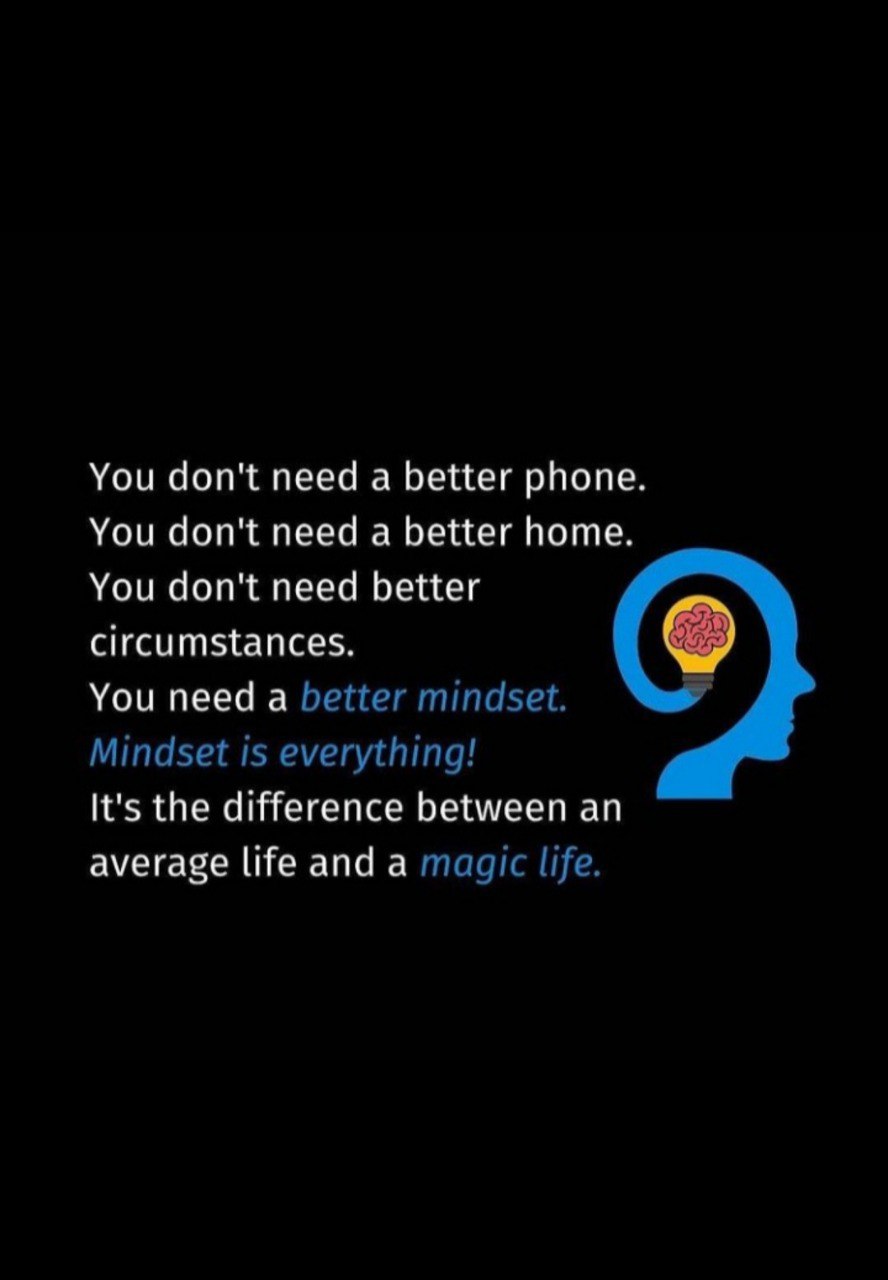 You don't need a better phone.
You don't need a better home.
You don't need better
circumstances.
You need a better mindset.
Mindset is everything!
It's the difference between an
average life and a magic life.